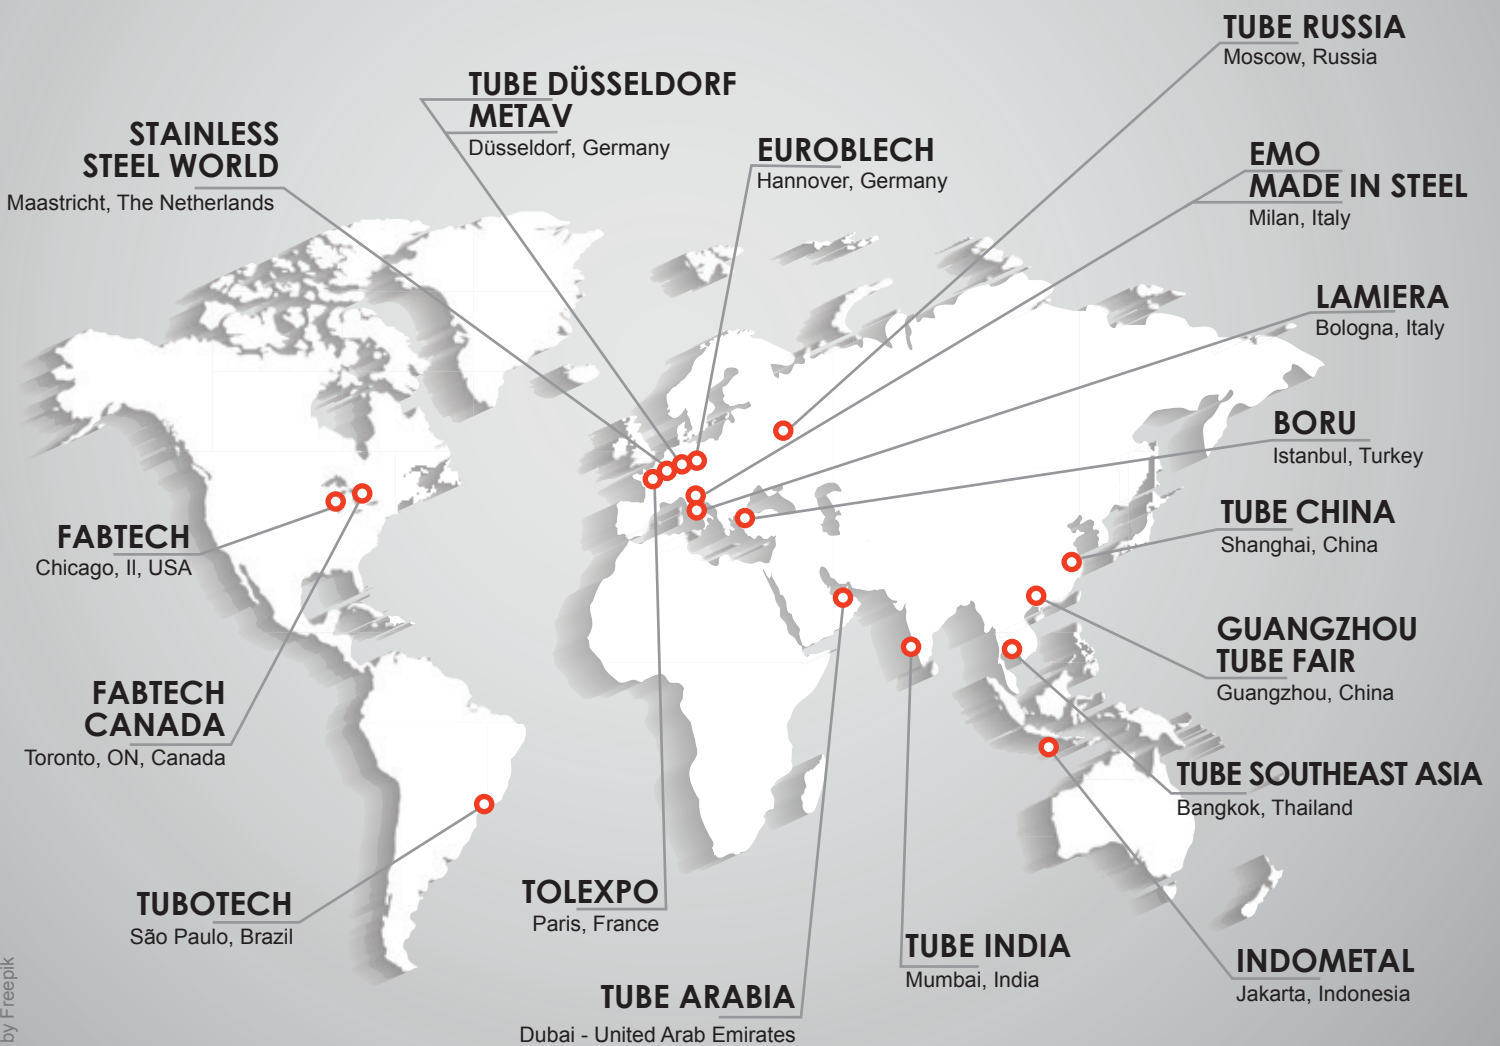 TUBE RUSSIA
Moscow, Russia
TUBE DÜSSELDORF
METAV
Düsseldorf, Germany
STAINLESS
STEEL WORLD
Maastricht, The Netherlands
EUROBLECH
Hannover, Germany
EMO
MADE IN STEEL
Milan, Italy
LAMIERA
Bologna, Italy
BORU
Istanbul, Turkey
TUBE CHINA
Shanghai, China
FABTECH
Chicago, Il, USA
GUANGZHOU
TUBE FAIR
Guangzhou, China
FABTECH
CANADA
Toronto, ON, Canada
TUBE SOUTHEAST ASIA
Bangkok, Thailand
TUBOTECH
São Paulo, Brazil
TOLEXPO
Paris, France
TUBE INDIA
Mumbai, India
INDOMETAL
Jakarta, Indonesia
TUBE ARABIA
Dubai - United Arab Emirates
by Freepik